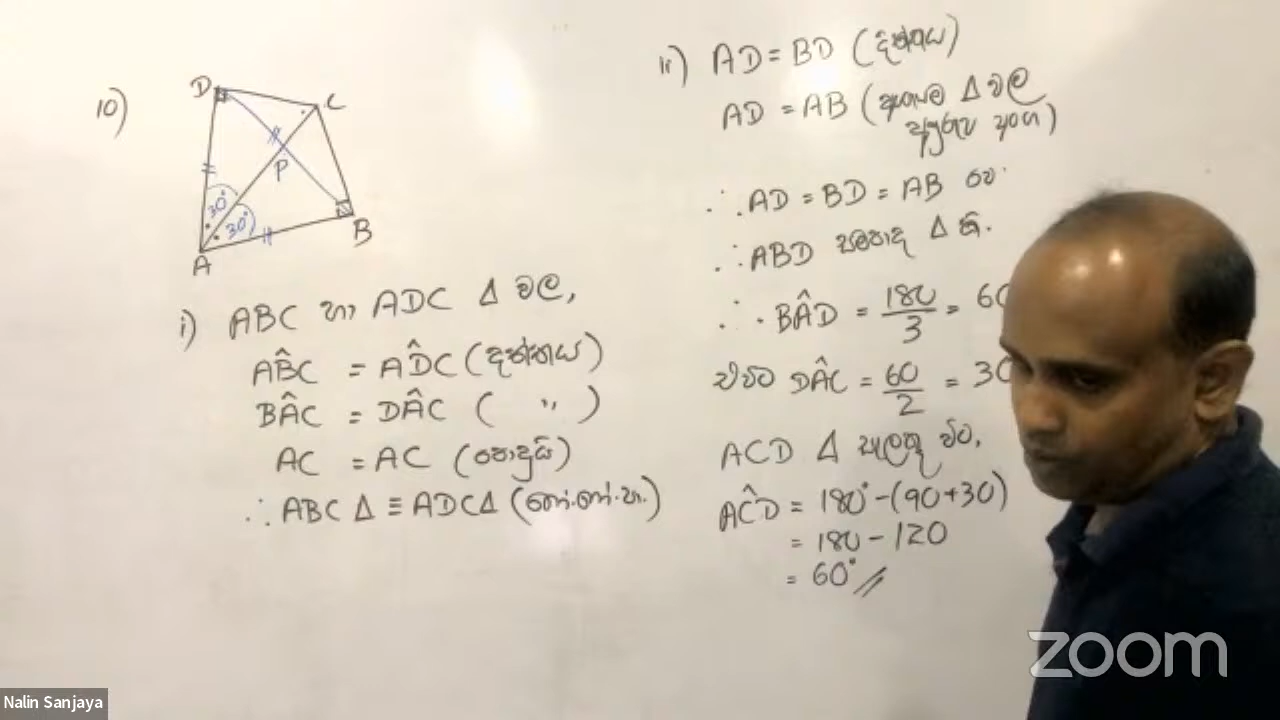 10)
D
C
P
30°
30°
A
B
i) ABC හා ADC Δ වල,
AB̂C = AD̂C (දත්තය)
BÂC = DÂC ( " )
AC = AC (පොදුයි)
∴ ABC Δ ≡ ADCΔ (කෝ.කෝ.පා.)
ii) AD = BD (දත්තය)
AD = AB (අංගසම Δ වල
අනුරූප අංග)
∴ AD = BD = AB වේ.
∴ ABD සමපාද Δ කි.
∴ BÂD = 180/3 = 60
එවිට DÂC = 60/2 = 30
ACD Δ සැලකූ විට,
AĈD = 180° - (90+30)
= 180 - 120
= 60°
zoom
Nalin Sanjaya